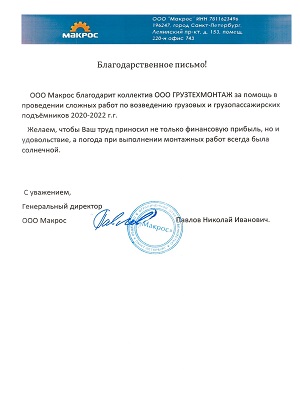 МАКРОС
ООО "Макрос" ИНН 7811623496
196247, город Санкт-Петербург,
Ленинский пр-кт, д. 153, помещ.
120-н офис 743
Благодарственное письмо!
ООО Макрос благодарит коллектив ООО ГРУЗТЕХМОНТАЖ за помощь в
проведении сложных работ по возведению грузовых и грузопассажирских
подъёмников 2020-2022 г.г.
Желаем, чтобы Ваш труд приносил не только финансовую прибыль, но и
удовольствие, а погода при выполнении монтажных работ всегда была
солнечной.
С уважением,
Генеральный директор
ООО Макрос
Павлов Николай Иванович.
«Макрос»